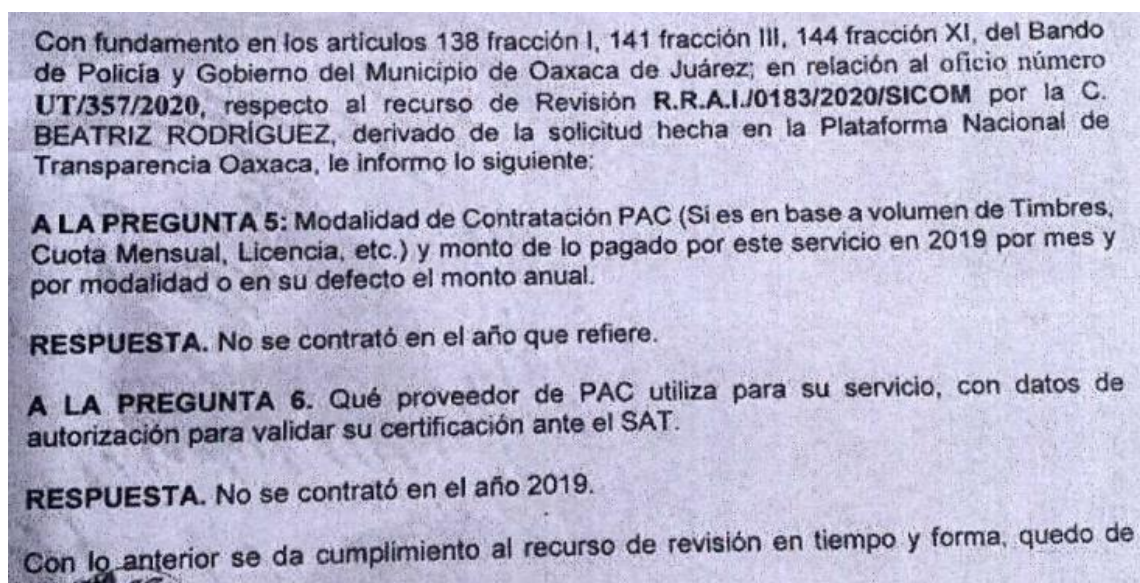 Con fundamento en los artículos 138 fracción I, 141 fracción III, 144 fracción XI, del Bando
de Policía y Gobierno del Municipio de Oaxaca de Juárez; en relación al oficio número
UT/357/2020, respecto al recurso de Revisión R.R.A.I./0183/2020/SICOM por la C.
BEATRIZ RODRÍGUEZ, derivado de la solicitud hecha en la Plataforma Nacional de
Transparencia Oaxaca, le informo lo siguiente:
A LA PREGUNTA 5: Modalidad de Contratación PAC (Si es en base a volumen de Timbres,
Cuota Mensual, Licencia, etc.) y monto de lo pagado por este servicio en 2019 por mes y
por modalidad o en su defecto el monto anual.
RESPUESTA. No se contrató en el año que refiere.
A LA PREGUNTA 6. Qué proveedor de PAC utiliza para su servicio, con datos de
autorización para validar su certificación ante el SAT.
RESPUESTA. No se contrató en el año 2019.
Con lo anterior se da cumplimiento al recurso de revisión en tiempo y forma, quedo de